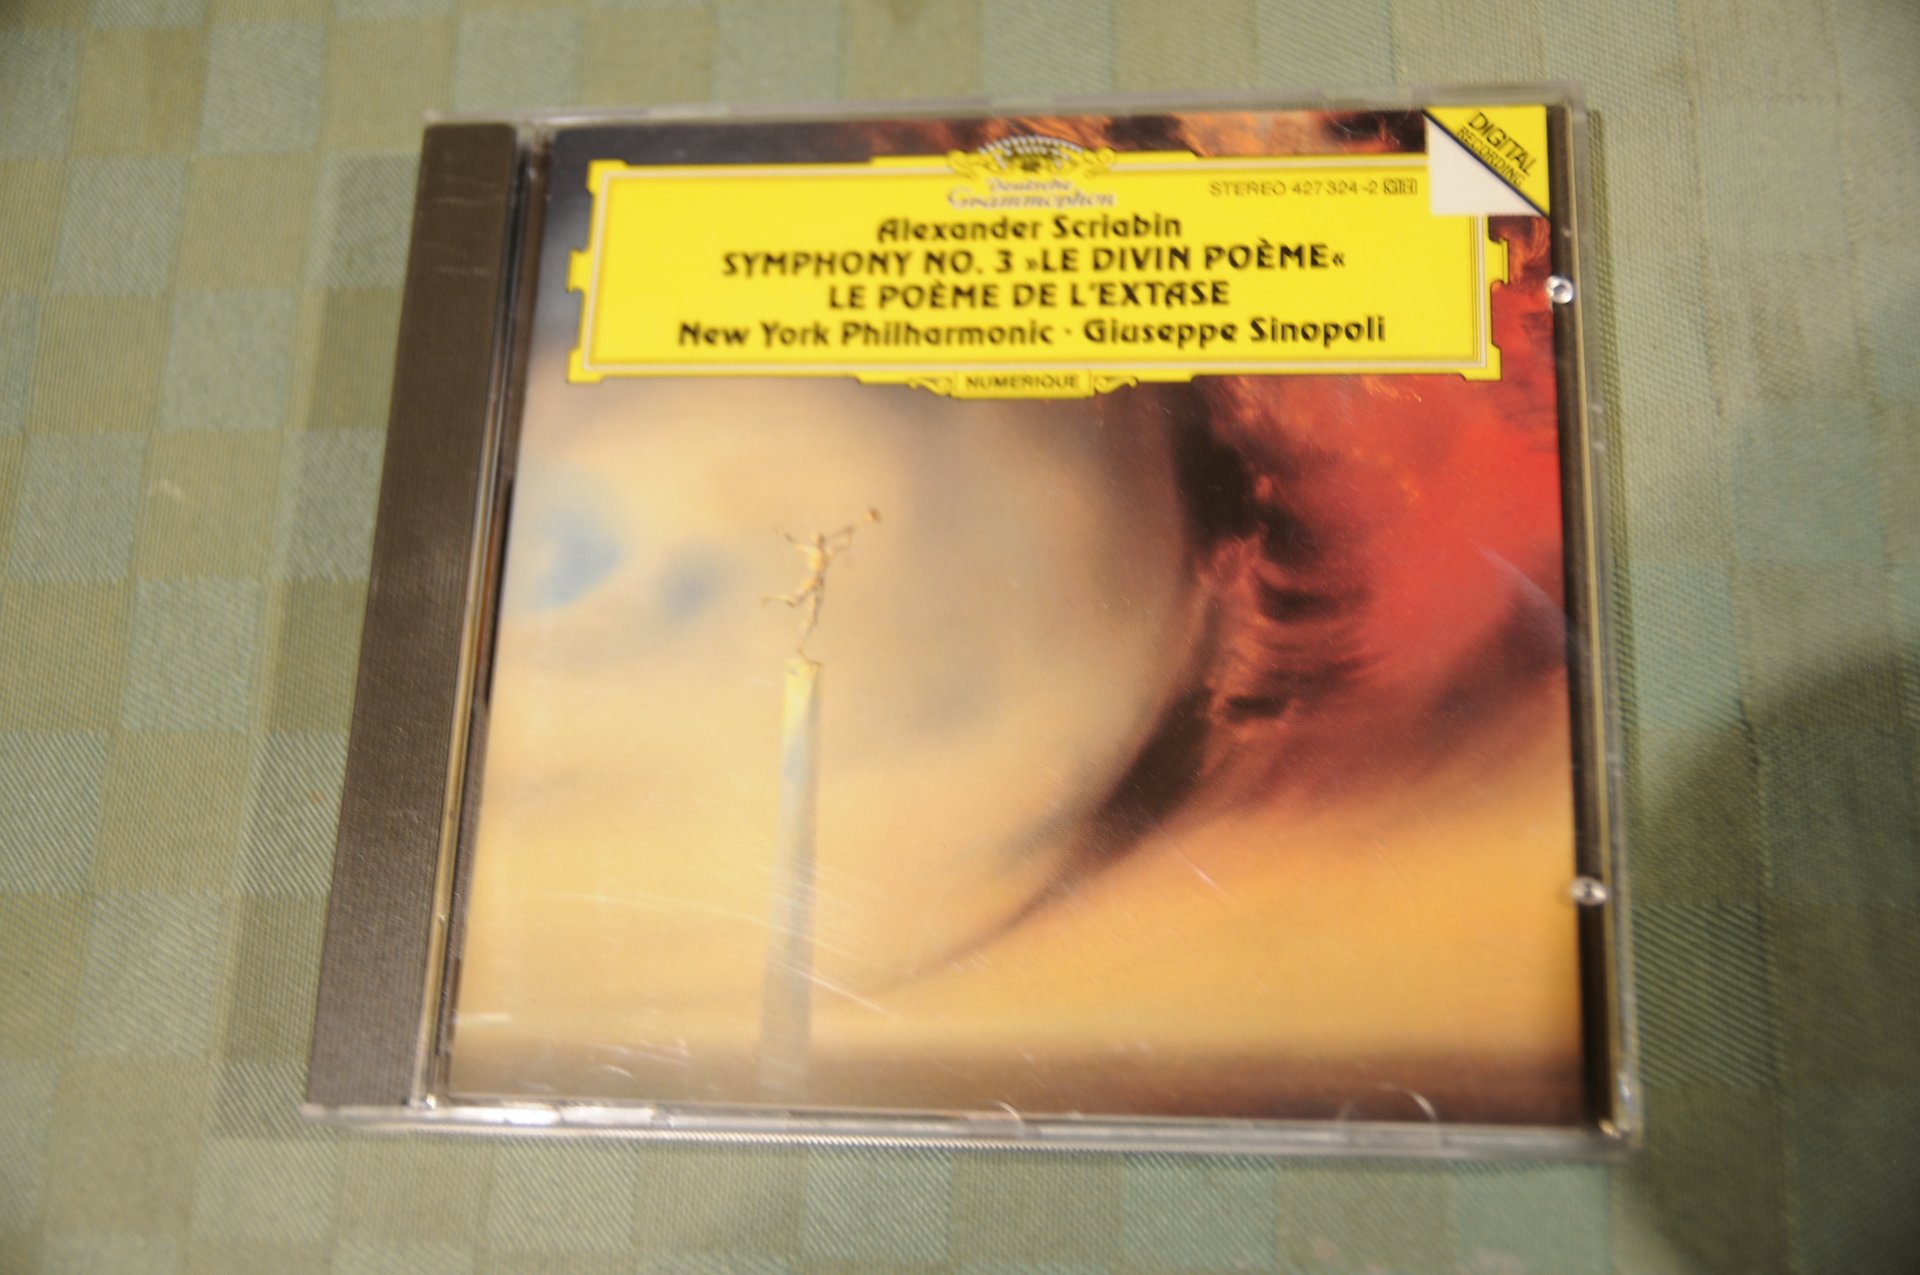 DIGITAL
RECORDING
Deutsche
Grammophon
STEREO 427 324-2 GH
Alexander Scriabin
SYMPHONY NO. 3 »LE DIVIN POÈME«
LE POÈME DE L'EXTASE
New York Philharmonic · Giuseppe Sinopoli
NUMERIQUE